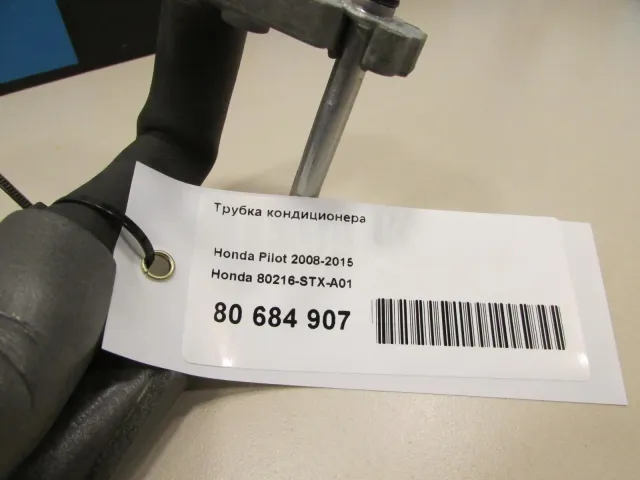 Трубка кондиционера
Honda Pilot 2008-2015
Honda 80216-STX-A01
80 684 907